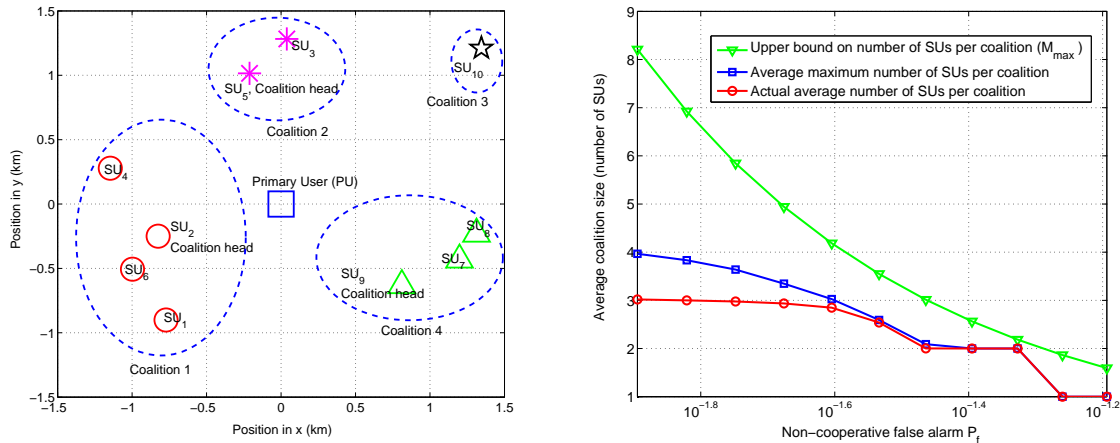 1.5
1
0.5
0
−0.5
−1
−1.5
−1.5
−1
−0.5
0
0.5
1
1.5
Position in x (km)
Position in y (km)
SU3
SU5, Coalition head
Coalition 2
SU10
Coalition 3
SU4
SU2
Coalition head
SU6
SU1
Coalition 1
Primary User (PU)
SU8
SU7
SU9
Coalition head
Coalition 4
9
8
7
6
5
4
3
2
1
10−1.8
10−1.6
10−1.4
10−1.2
Non−cooperative false alarm Pf
Average coalition size (number of SUs)
Upper bound on number of SUs per coalition (Mmax)
Average maximum number of SUs per coalition
Actual average number of SUs per coalition